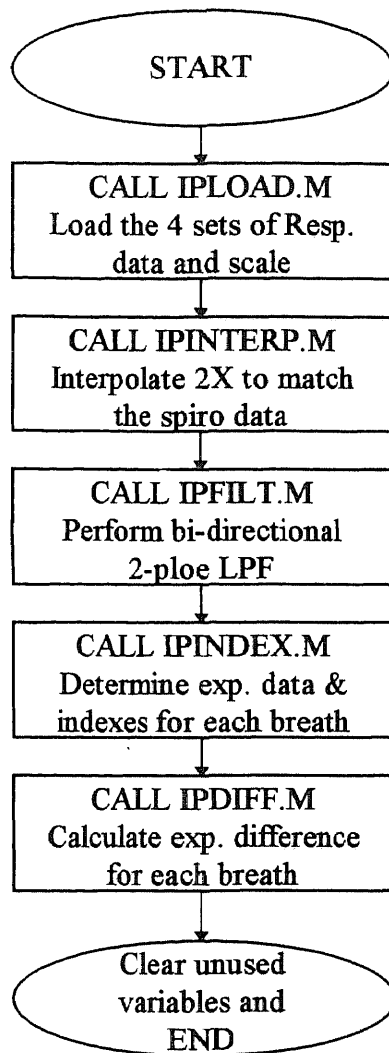 START
CALL IPLOAD.M
Load the 4 sets of Resp.
data and scale
CALL IPINTERP.M
Interpolate 2X to match
the spiro data
CALL IPFILT.M
Perform bi-directional
2-ploe LPF
CALL IPINDEX.M
Determine exp. data &
indexes for each breath
CALL IPDIFF.M
Calculate exp. difference
for each breath
Clear unused
variables and
END